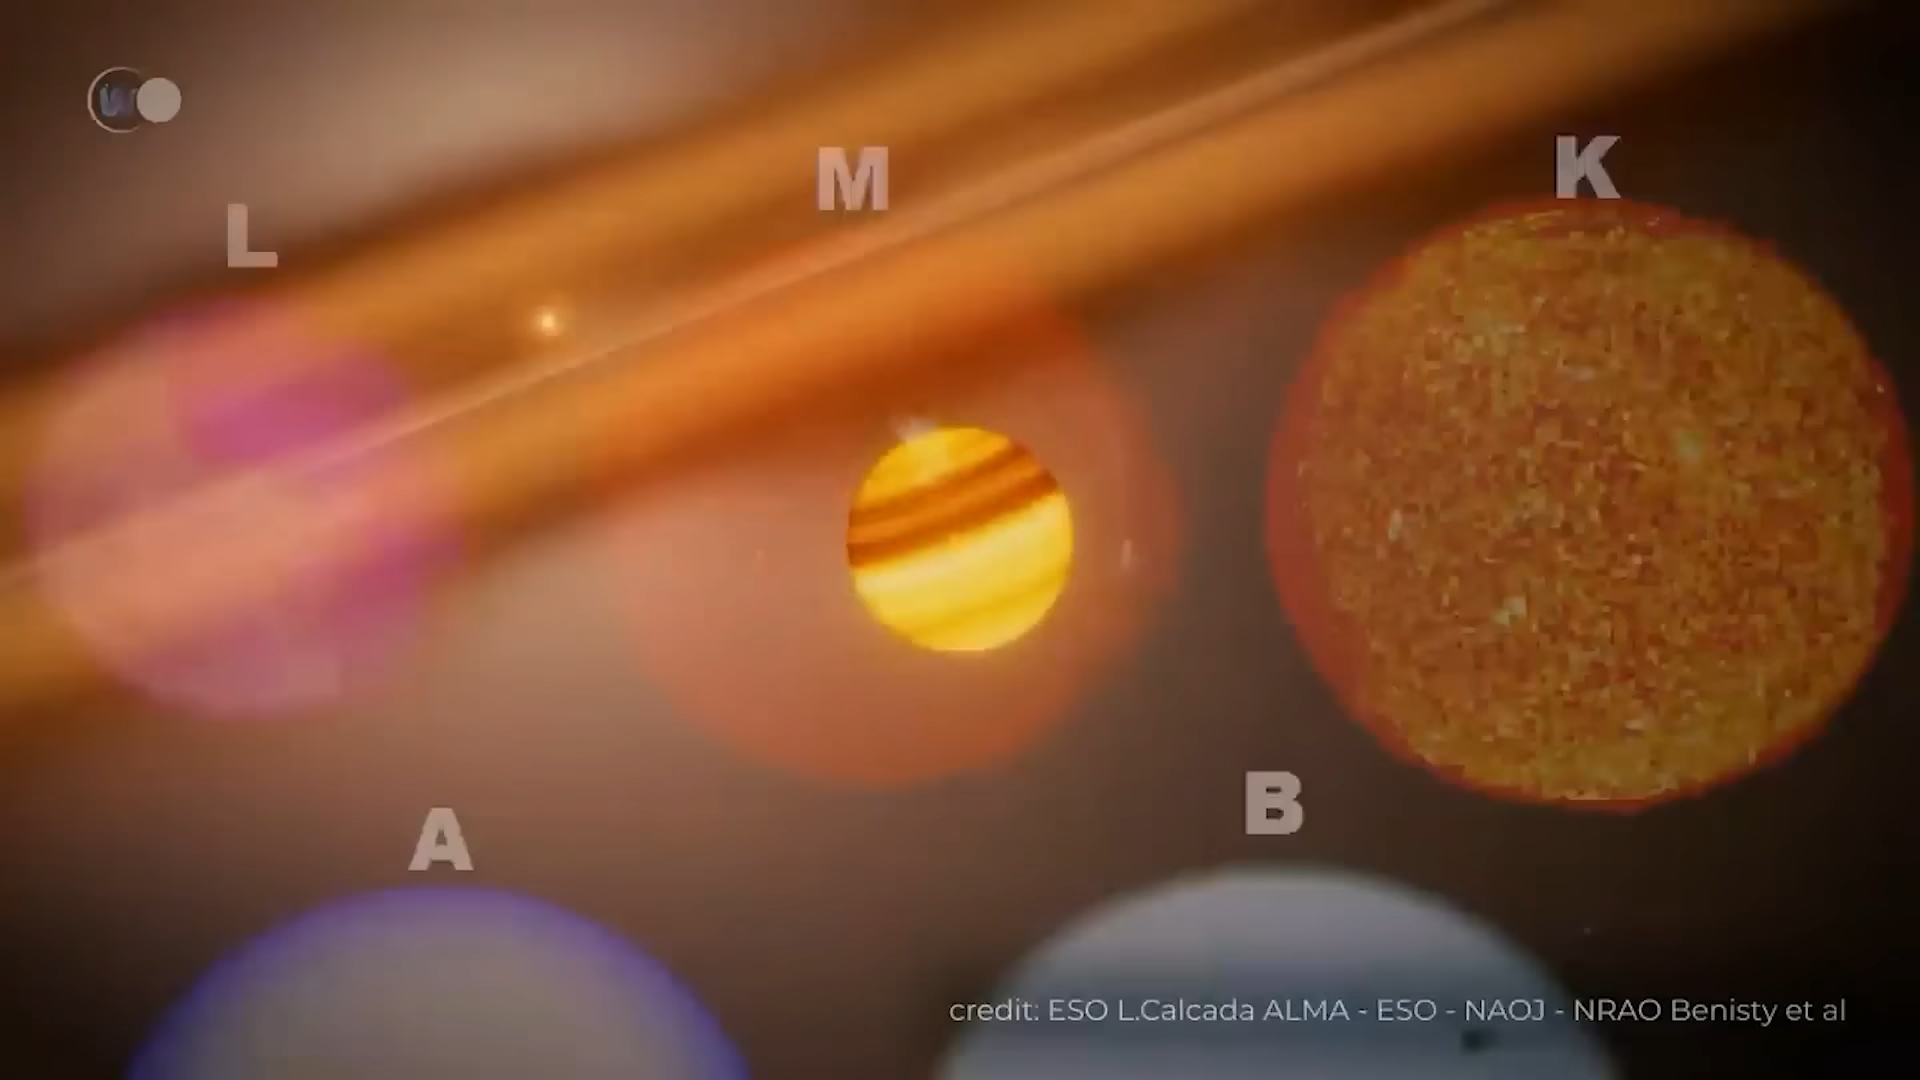 L
M
K
A
B
credit: ESO L.Calcada ALMA - ESO - NAOJ - NRAO Benisty et al